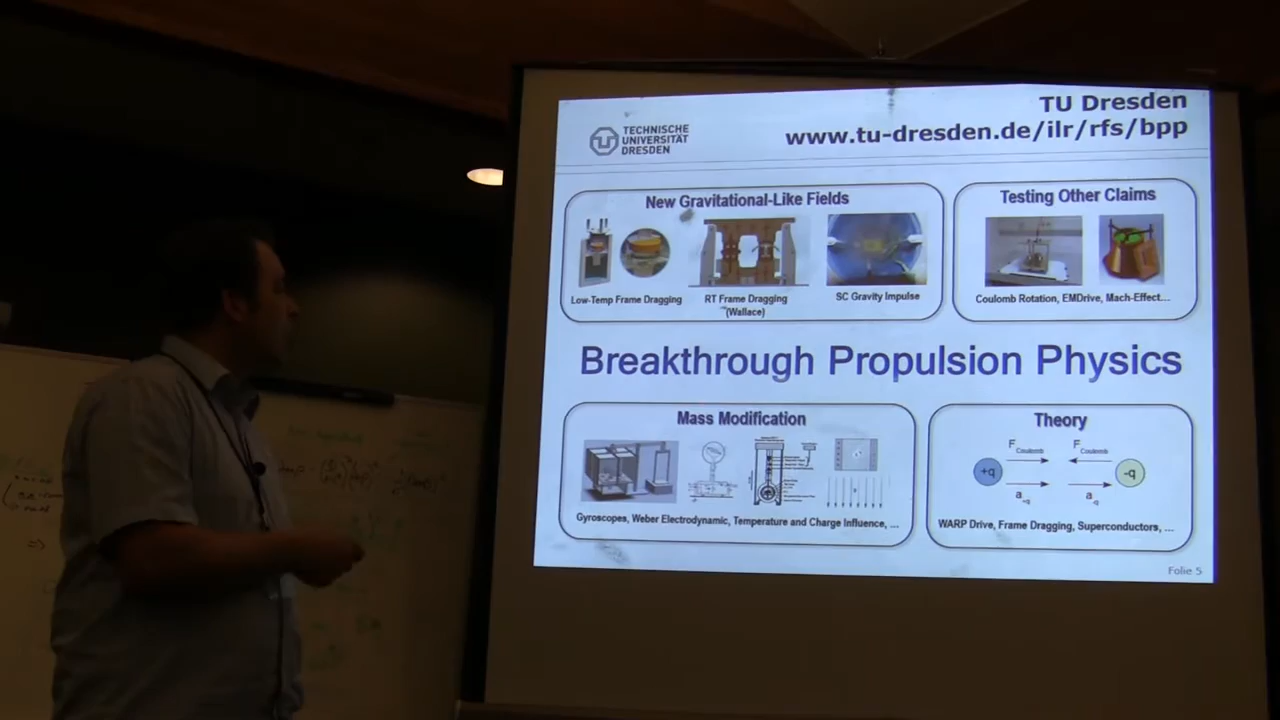 TU Dresden
www.tu-dresden.de/ilr/rfs/bpp
TECHNISCHE
UNIVERSITÄT
DRESDEN
New Gravitational-Like Fields
Low-Temp Frame Dragging
RT Frame Dragging
(Wallace)
SC Gravity Impulse
Testing Other Claims
Coulomb Rotation, EMDrive, Mach-Effect...
Breakthrough Propulsion Physics
Mass Modification
Gyroscopes, Weber Electrodynamic, Temperature and Charge Influence, ...
Theory
F Coulomb
F Coulomb
+q
-q
a -q
a -q
WARP Drive, Frame Dragging, Superconductors, ...
Folie 5